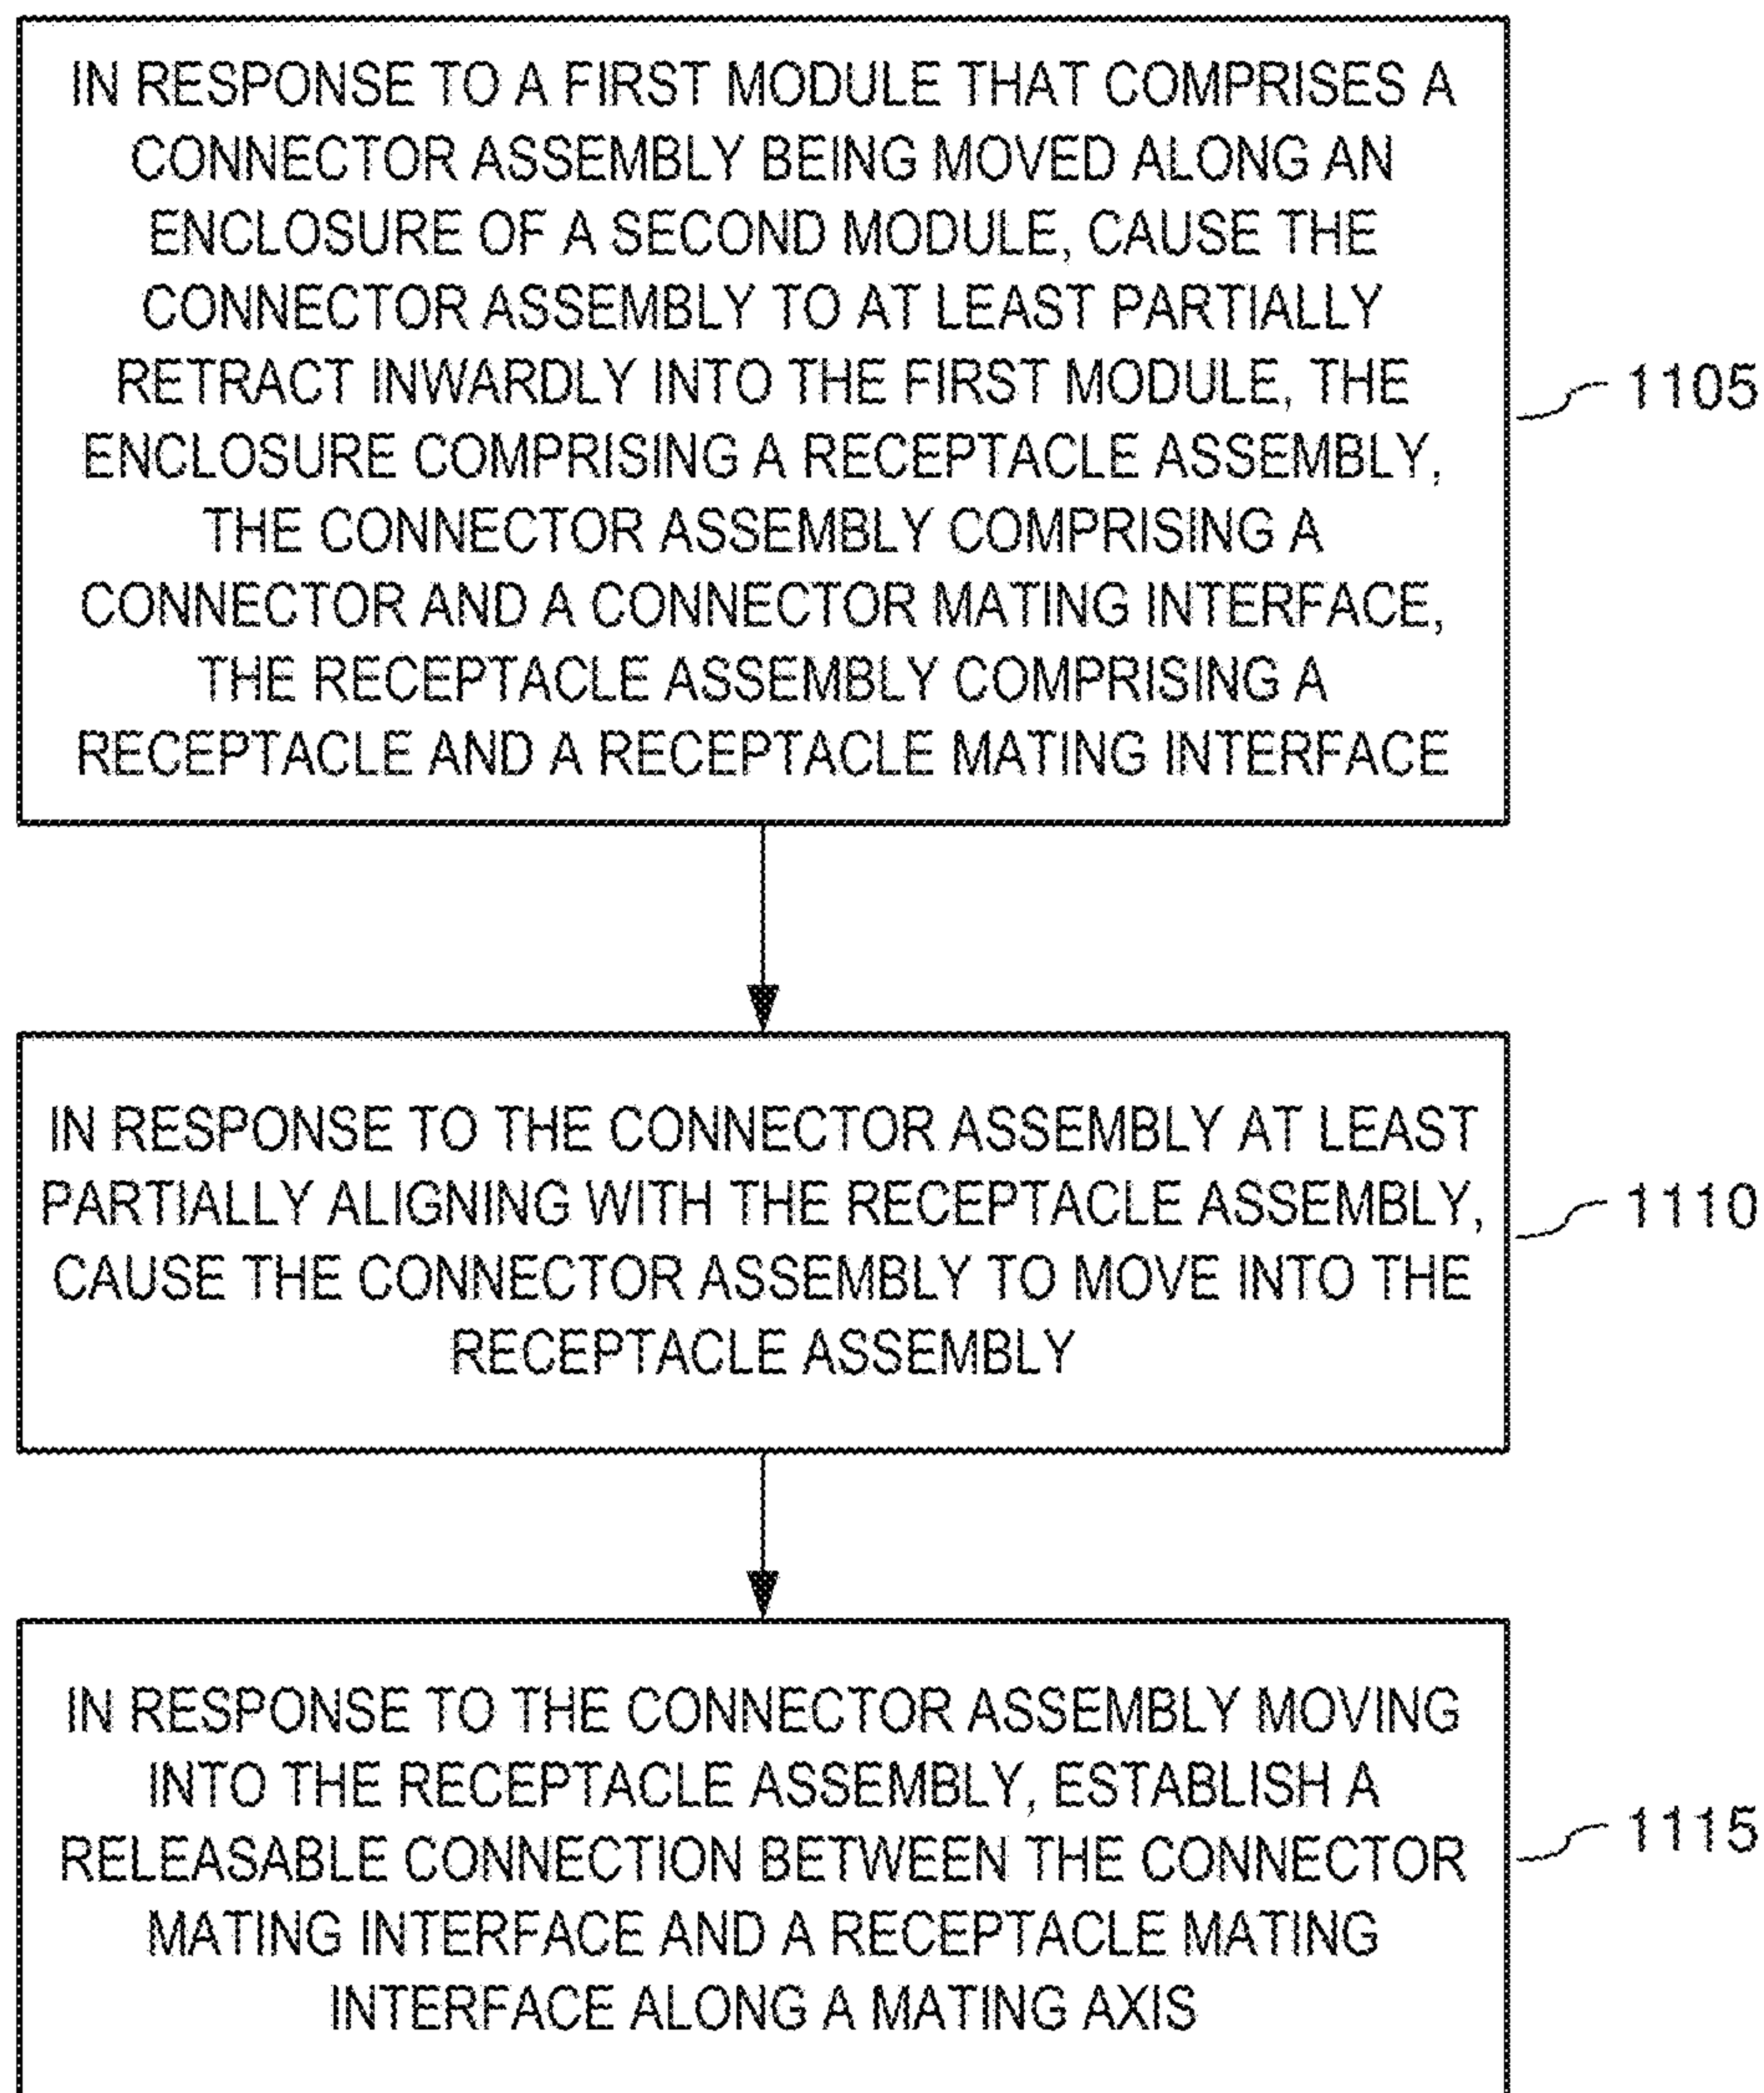 IN RESPONSE TO A FIRST MODULE THAT COMPRISES A
CONNECTOR ASSEMBLY BEING MOVED ALONG AN
ENCLOSURE OF A SECOND MODULE, CAUSE THE
CONNECTOR ASSEMBLY TO AT LEAST PARTIALLY
RETRACT INWARDLY INTO THE FIRST MODULE, THE
ENCLOSURE COMPRISING A RECEPTACLE ASSEMBLY,
THE CONNECTOR ASSEMBLY COMPRISING A
CONNECTOR AND A CONNECTOR MATING INTERFACE,
THE RECEPTACLE ASSEMBLY COMPRISING A
RECEPTACLE AND A RECEPTACLE MATING INTERFACE
1105
IN RESPONSE TO THE CONNECTOR ASSEMBLY AT LEAST
PARTIALLY ALIGNING WITH THE RECEPTACLE ASSEMBLY,
CAUSE THE CONNECTOR ASSEMBLY TO MOVE INTO THE
RECEPTACLE ASSEMBLY
1110
IN RESPONSE TO THE CONNECTOR ASSEMBLY MOVING
INTO THE RECEPTACLE ASSEMBLY, ESTABLISH A
RELEASABLE CONNECTION BETWEEN THE CONNECTOR
MATING INTERFACE AND A RECEPTACLE MATING
INTERFACE ALONG A MATING AXIS
1115